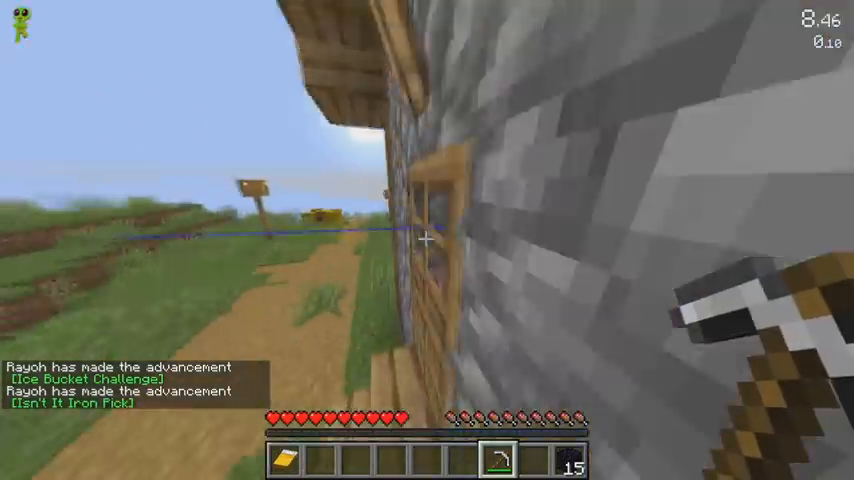 8.46
0.10
Rayoh has made the advancement
[Ice Bucket Challenge]
Rayoh has made the advancement
[Isn't It Iron Pick]
15